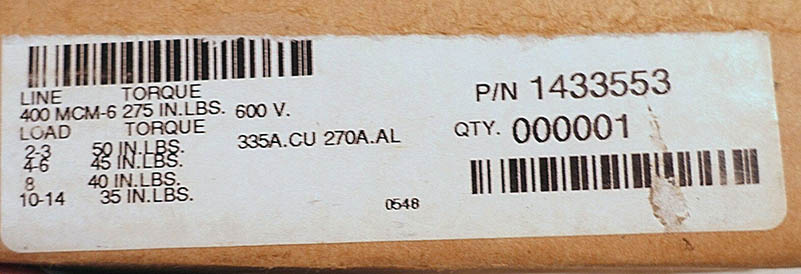 LINE TORQUE
400 MCM-6 275 IN.LBS. 600 V.
LOAD TORQUE
2-3 50 IN.LBS.
4-6 45 IN.LBS.
8 40 IN.LBS.
10-14 35 IN.LBS.
335A.CU 270A.AL
0548
P/N 1433553
QTY. 000001